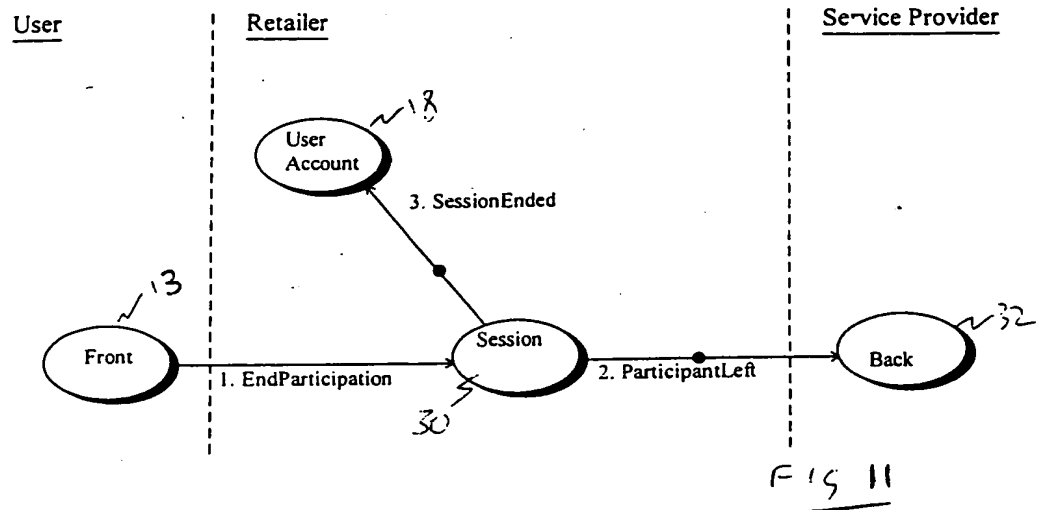 User
Retailer
Service Provider
18
User
Account
3. SessionEnded
13
32
Front
Session
Back
1. EndParticipation
2. ParticipantLeft
30
Fig 11